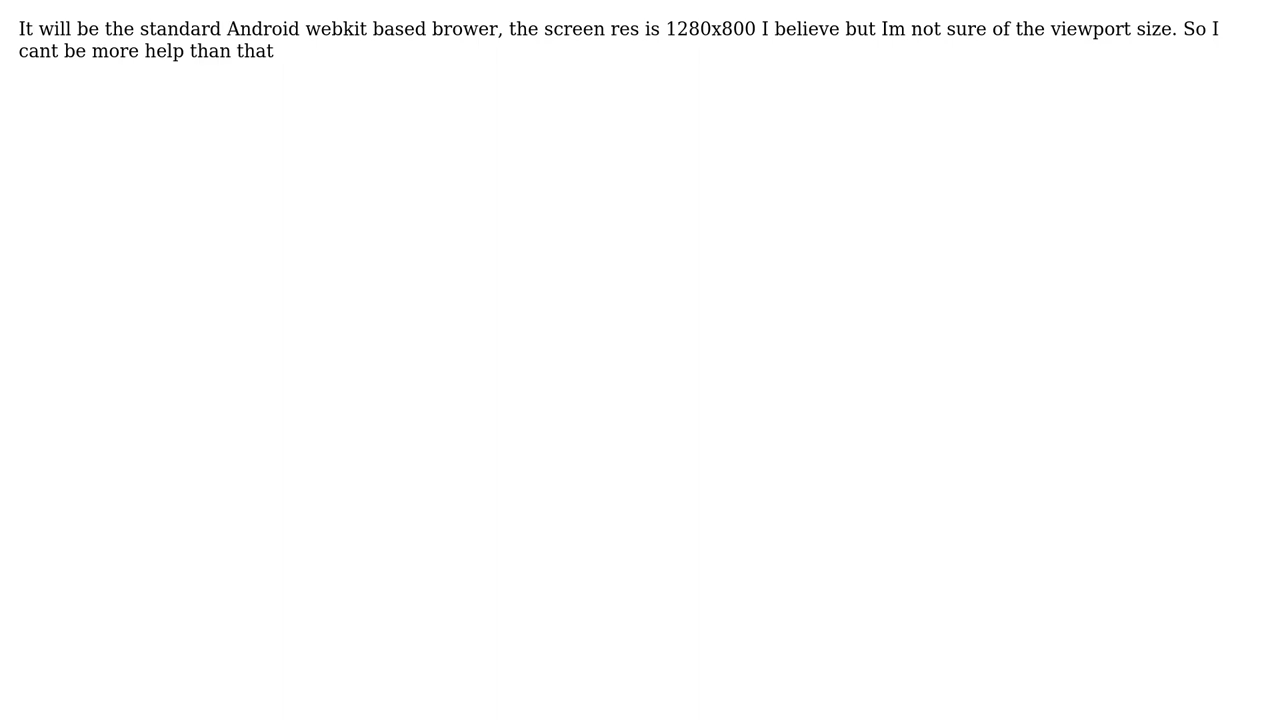 It will be the standard Android webkit based brower, the screen res is 1280x800 I believe but Im not sure of the viewport size. So I
cant be more help than that